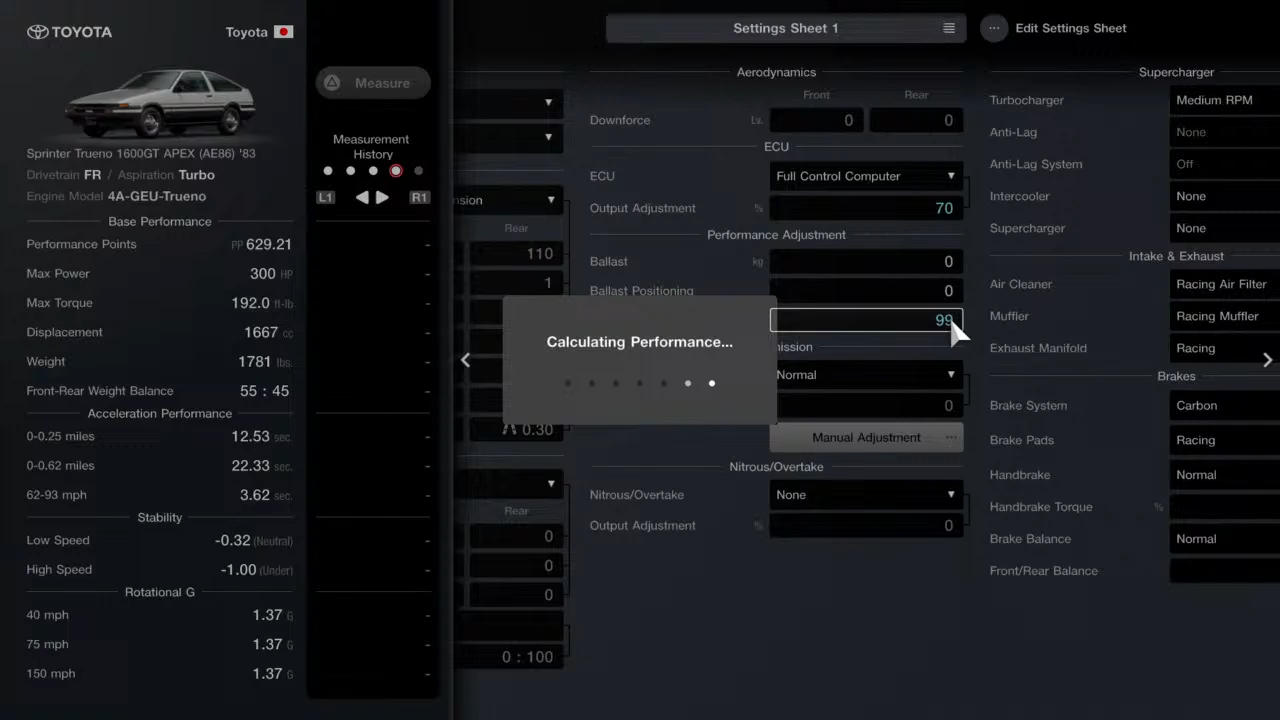 TOYOTA
Toyota
Sprinter Trueno 1600GT APEX (AE86) '83
Drivetrain FR / Aspiration Turbo
Engine Model 4A-GEU-Trueno
Base Performance
Performance Points PP 629.21
Max Power 300 HP
Max Torque 192.0 ft-lb
Displacement 1667 cc
Weight 1781 lbs.
Front-Rear Weight Balance 55 : 45
Acceleration Performance
0-0.25 miles 12.53 sec.
0-0.62 miles 22.33 sec.
62-93 mph 3.62 sec.
Stability
Low Speed -0.32 (Neutral)
High Speed -1.00 (Under)
Rotational G
40 mph 1.37 G
75 mph 1.37 G
150 mph 1.37 G
Measure
Measurement
History
L1 R1
-
-
-
-
-
-
-
-
-
-
-
-
-
-
Settings Sheet 1
Edit Settings Sheet
nsion
Rear
110
1
0.30
Rear
0
0
0
0 : 100
Aerodynamics
Front Rear
Downforce Lv. 0 0
ECU
ECU Full Control Computer
Output Adjustment % 70
Performance Adjustment
Ballast kg 0
Ballast Positioning 0
99
Calculating Performance...
mission
Normal
0
Manual Adjustment
Nitrous/Overtake
Nitrous/Overtake None
Output Adjustment % 0
Supercharger
Turbocharger Medium RPM
Anti-Lag None
Anti-Lag System Off
Intercooler None
Supercharger None
Intake & Exhaust
Air Cleaner Racing Air Filter
Muffler Racing Muffler
Exhaust Manifold Racing
Brakes
Brake System Carbon
Brake Pads Racing
Handbrake Normal
Handbrake Torque %
Brake Balance Normal
Front/Rear Balance